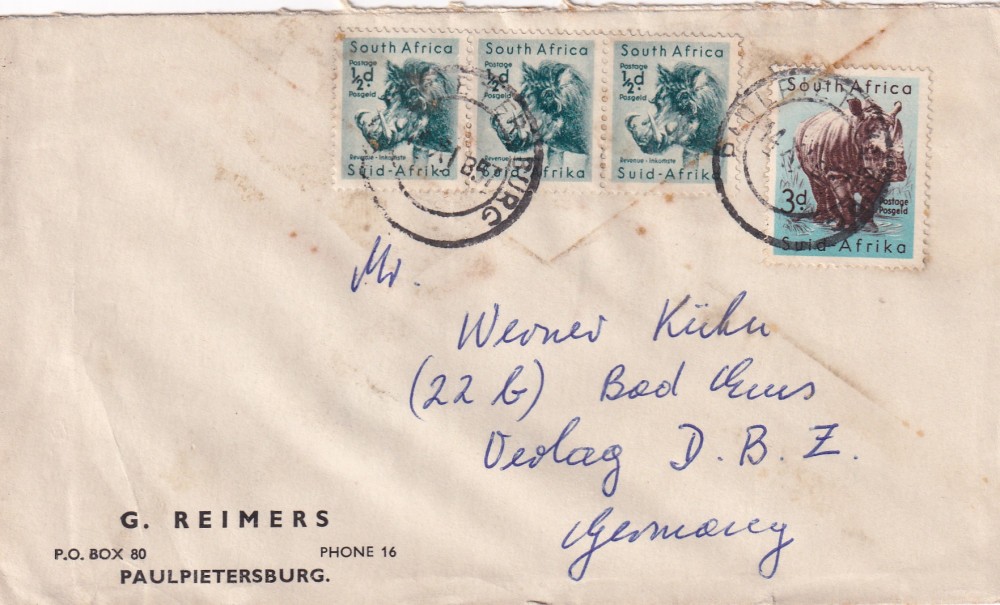 South Africa
Postage
½d.
Posgeld
Revenue - Inkomste
Suid-Afrika
South Africa
Postage
½d.
Posgeld
Suid-Afrika
South Africa
Postage
½d.
Posgeld
Revenue - Inkomste
Suid-Afrika
South Africa
3d.
Postage
Posgeld
Suid-Afrika
BURG
Mr.
Werner Kühn
(22 b) Bad Ems
Verlag D. B. Z.
Germany
G. REIMERS
P.O. BOX 80 PHONE 16
PAULPIETERSBURG.